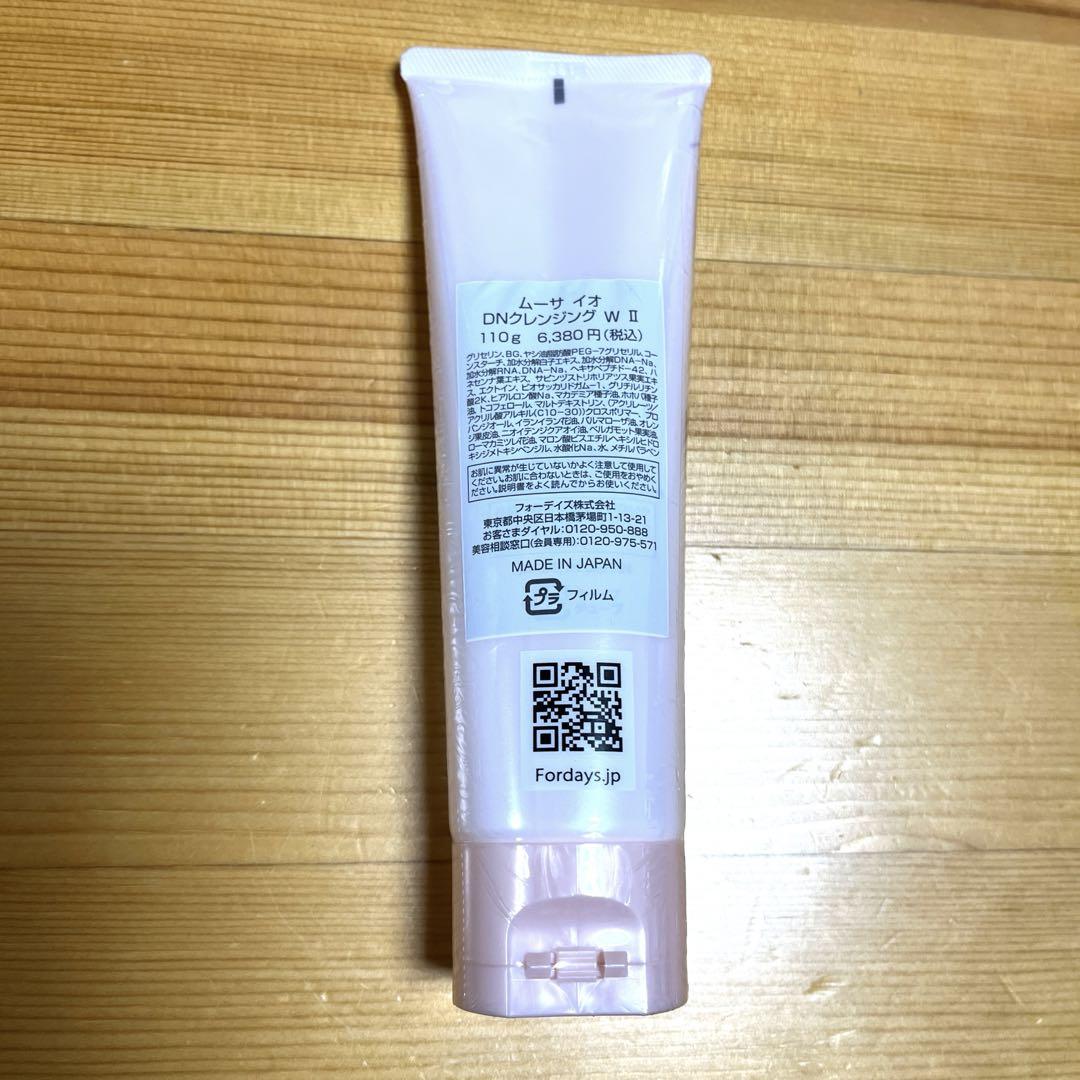 ムーサ イオ
DNクレンジング W Ⅱ
110g 6,380円(税込)
グリセリン、BG、ヤシ油脂肪酸PEG-7グリセリル、コー
ンスターチ、加水分解白子エキス、加水分解DNA-Na、
加水分解RNA、DNA-Na、ヘキサペプチド-42、ハ
ネセンナ葉エキス、サピンヅストリホリアツス果実エキ
ス、エクトイン、ビオサッカリドガム-1、グリチルリチン
酸2K、ヒアルロン酸Na、マカデミア種子油、ホホバ種子
油、トコフェロール、マルトデキストリン、(アクリレーツ/
アクリル酸アルキル(C10-30))クロスポリマー、プロ
パンジオール、イランイラン花油、パルマローザ油、オレン
ジ果皮油、ニオイテンジクアオイ油、ベルガモット果実油、
ローマカミツレ花油、マロン酸ビスエチルヘキシルヒドロ
キシジメトキシベンジル、水酸化Na、水、メチルパラベン
お肌に異常が生じていないかよく注意して使用して
ください。お肌に合わないときは、ご使用をおやめく
ださい。説明書をよく読んでからお使いください。
フォーデイズ株式会社
東京都中央区日本橋茅場町1-13-21
お客さまダイヤル:0120-950-888
美容相談窓口(会員専用):0120-975-571
MADE IN JAPAN
プラ フィルム
Fordays.jp